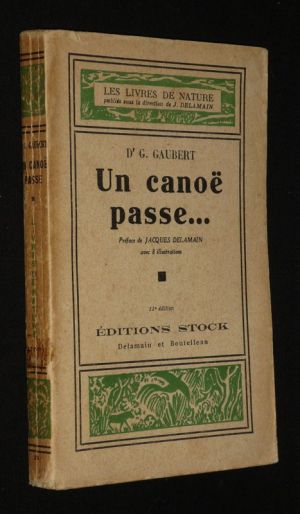 LES LIVRES DE NATURE
publiés sous la direction de J. DELAMAIN
Dʳ G. GAUBERT
Un canoë
passe...
Préface de JACQUES DELAMAIN
avec 8 illustrations
11ᵉ édition
ÉDITIONS STOCK
Delamain et Boutelleau
UN CANOË
PASSE